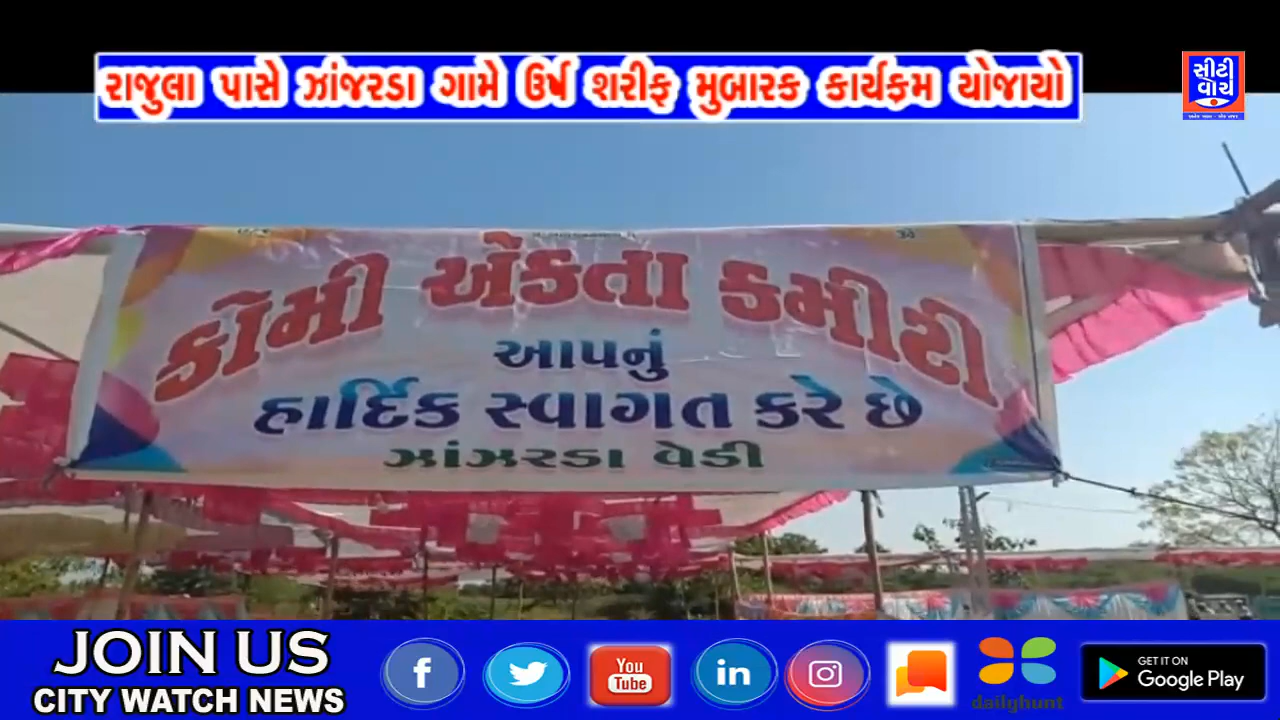 રાજુલા પાસે ઝાંજરડા ગામે ઉર્ષ શરીફ મુબારક કાર્યક્રમ યોજાયો
સીટી
વોચ
કોમી એકતા કમીટી
આપનું
હાર્દિક સ્વાગત કરે છે
ઝાંઝરડા વેડી
JOIN US
CITY WATCH NEWS
f
You
Tube
in
dailyhunt
GET IT ON
Google Play